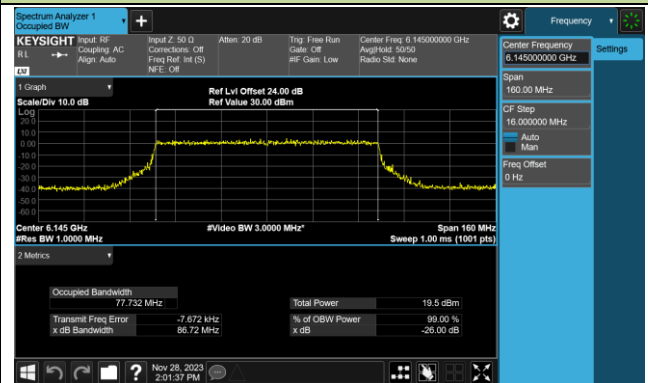 Spectrum Analyzer 1
Occupied BW
Frequency
KEYSIGHT
RL
Input: RF
Coupling: AC
Align: Auto
Input Z: 50 Ω
Corrections: Off
Freq Ref: Int (S)
NFE: Off
Atten: 20 dB
Trig: Free Run
Gate: Off
#IF Gain: Low
Center Freq: 6.145000000 GHz
Avg|Hold: 50/50
Radio Std: None
Center Frequency
6.145000000 GHz
Settings
Span
160.00 MHz
CF Step
16.000000 MHz
Auto
Man
Freq Offset
0 Hz
1 Graph
Scale/Div 10.0 dB
Ref Lvl Offset 24.00 dB
Ref Value 30.00 dBm
Log
20.0
10.0
0.00
-10.0
-20.0
-30.0
-40.0
-50.0
-60.0
Center 6.145 GHz
#Res BW 1.0000 MHz
#Video BW 3.0000 MHz*
Span 160 MHz
Sweep 1.00 ms (1001 pts)
2 Metrics
Occupied Bandwidth
77.732 MHz
Total Power 19.5 dBm
Transmit Freq Error -7.672 kHz
% of OBW Power 99.00 %
x dB Bandwidth 86.72 MHz
x dB -26.00 dB
?
Nov 28, 2023
2:01:37 PM